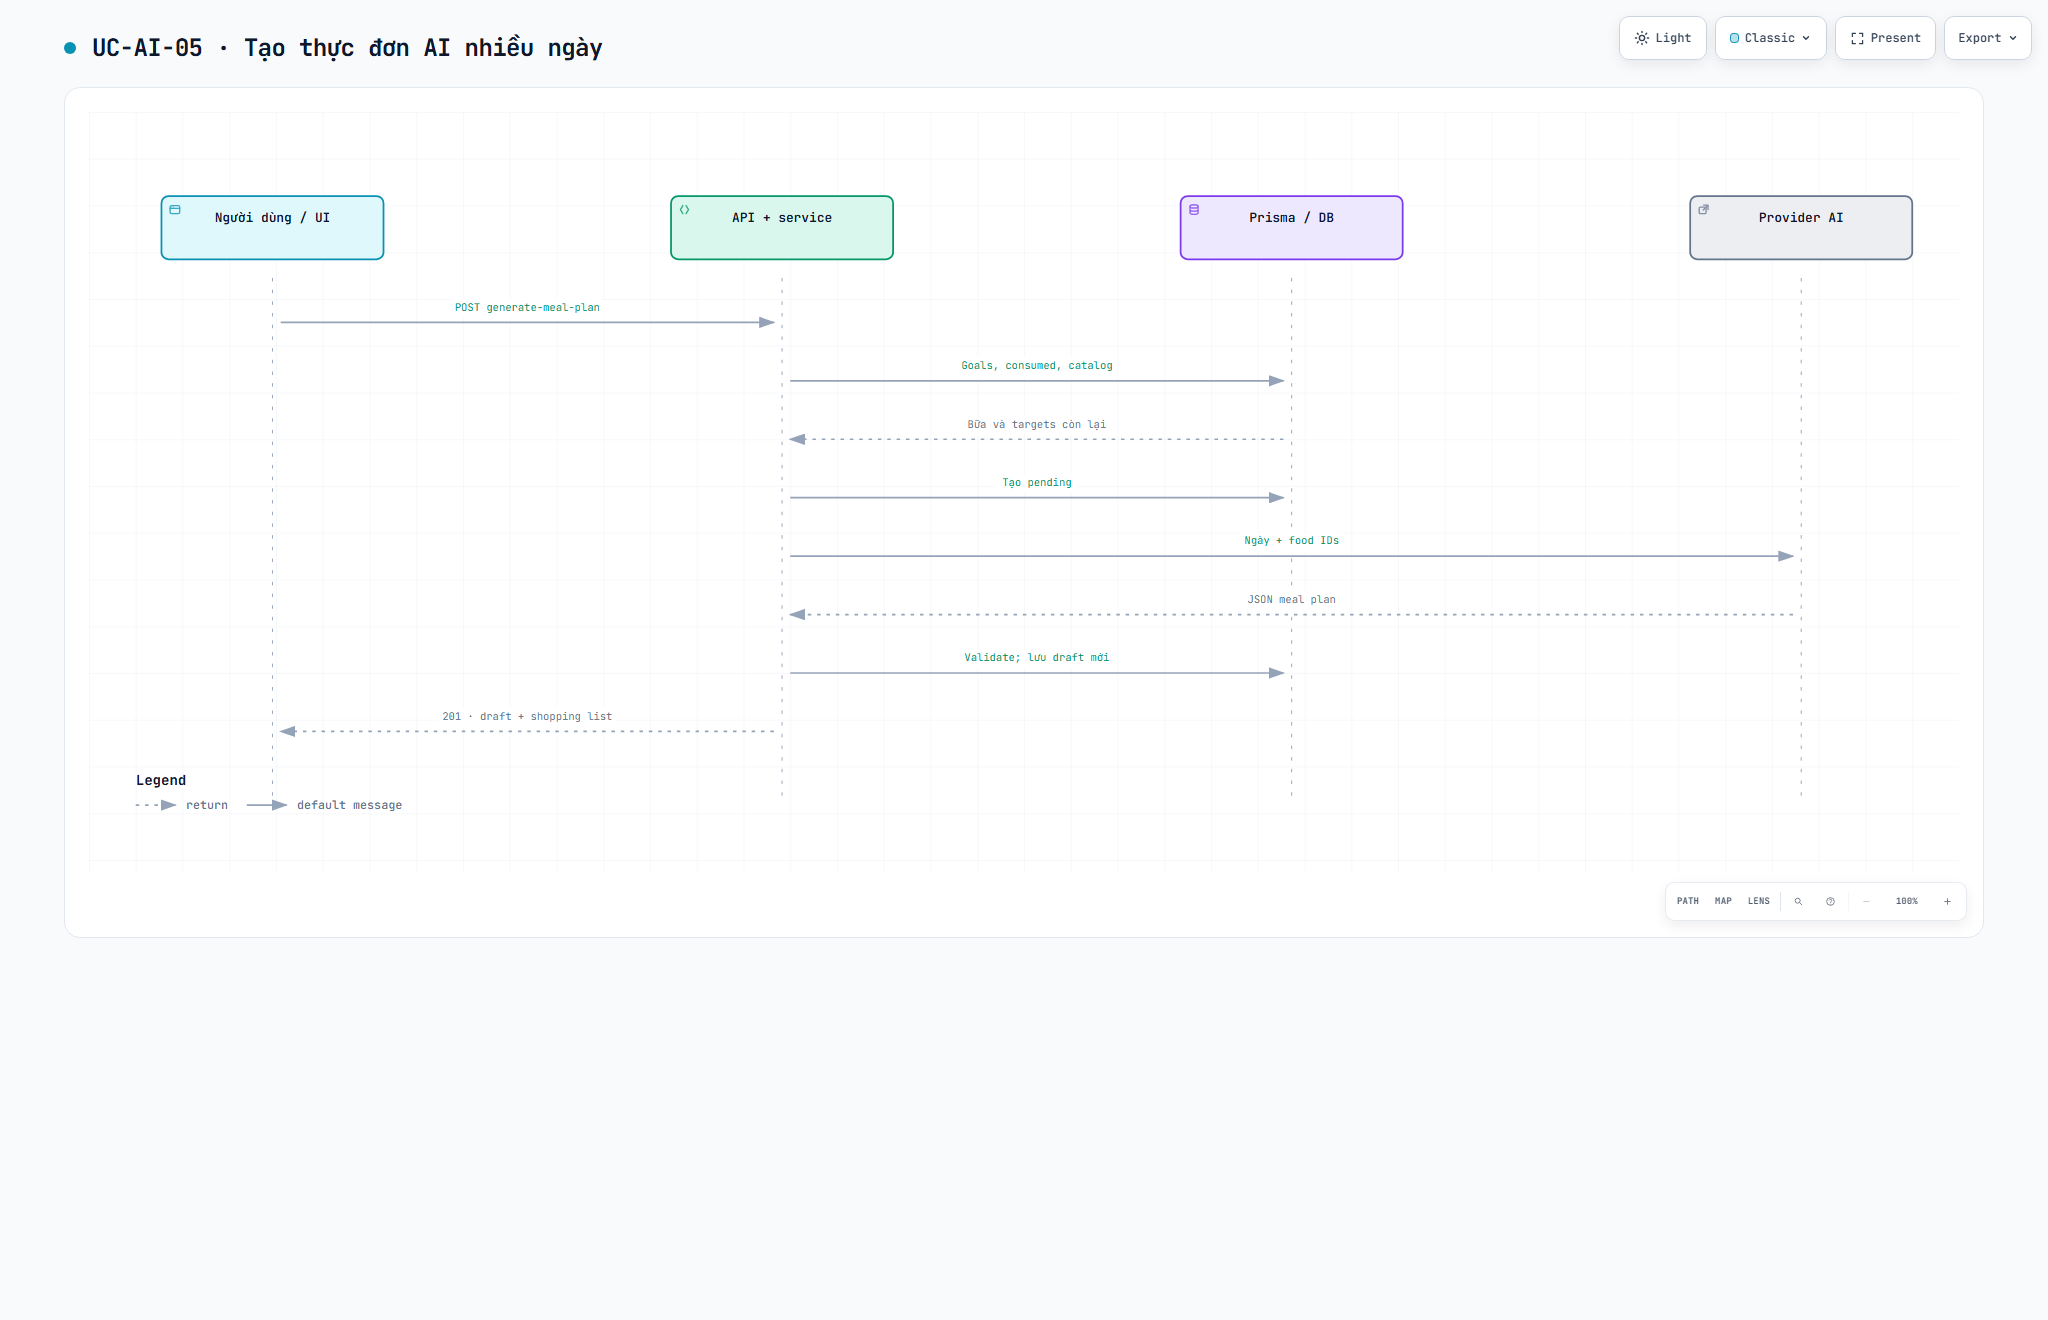 UC-AI-05 · Tạo thực đơn AI nhiều ngày
Light
Classic
Present
Export
Người dùng / UI
API + service
Prisma / DB
Provider AI
POST generate-meal-plan
Goals, consumed, catalog
Bữa và targets còn lại
Tạo pending
Ngày + food IDs
JSON meal plan
Validate; lưu draft mới
201 · draft + shopping list
Legend
return
default message
PATH
MAP
LENS
100%